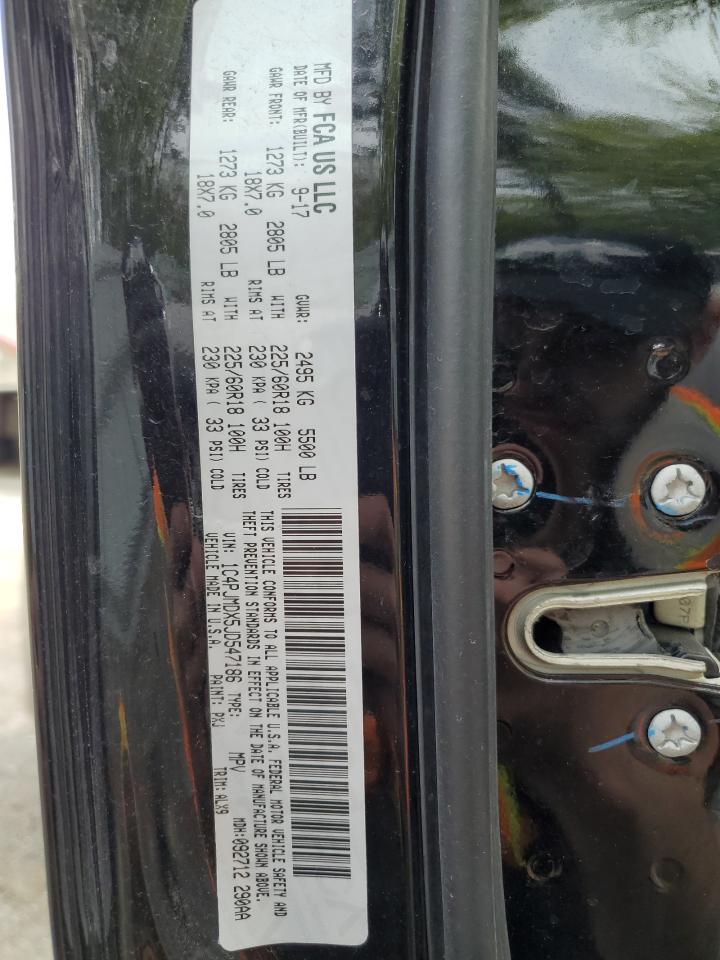 MFD BY FCA US LLC
DATE OF MFR(BUILT): 9-17 GVWR: 2495 KG 5500 LB
GAWR FRONT: 1273 KG 2805 LB WITH 225/60R18 100H TIRES
18X7.0 RIMS AT 230 KPA ( 33 PSI) COLD
GAWR REAR: 1273 KG 2805 LB WITH 225/60R18 100H TIRES
18X7.0 RIMS AT 230 KPA ( 33 PSI) COLD
THIS VEHICLE CONFORMS TO ALL APPLICABLE U.S.A. FEDERAL MOTOR VEHICLE SAFETY AND
THEFT PREVENTION STANDARDS IN EFFECT ON THE DATE OF MANUFACTURE SHOWN ABOVE.
VIN: 1C4PJMDX5JD547186 TYPE: MPV MDH:092712 290AA
VEHICLE MADE IN U.S.A. PAINT: PXJ TRIM:ALX9
07P